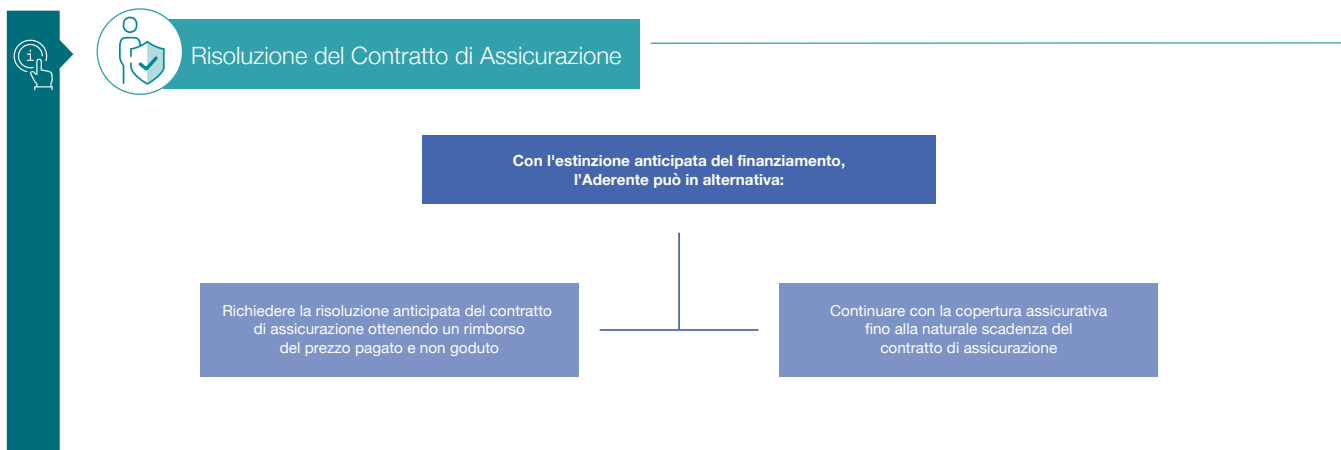 Risoluzione del Contratto di Assicurazione
Con l'estinzione anticipata del finanziamento,
l’Aderente può in alternativa:
Richiedere la risoluzione anticipata del contratto
di assicurazione ottenendo un rimborso
del prezzo pagato e non goduto
Continuare con la copertura assicurativa
fino alla naturale scadenza del
contratto di assicurazione